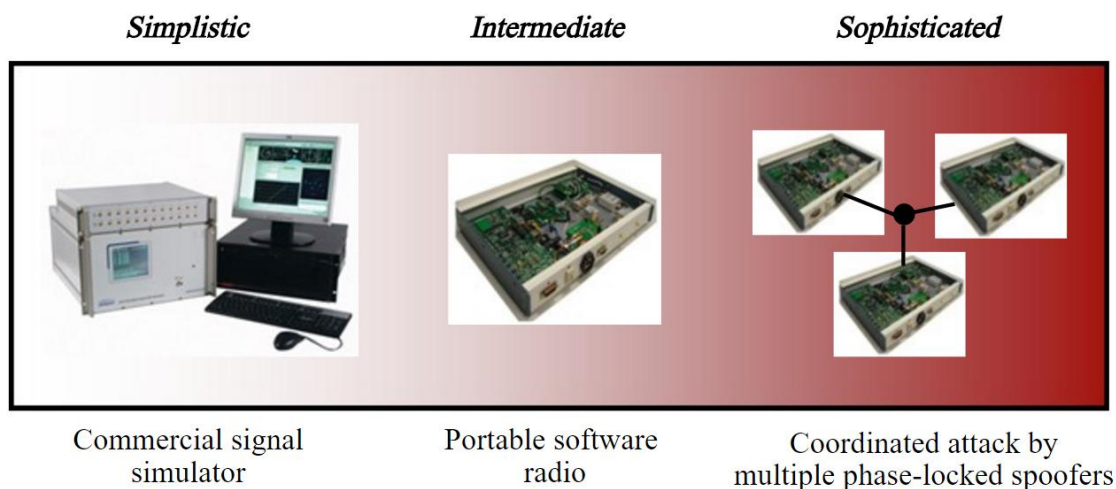 Simplistic
Intermediate
Sophisticated
Commercial signal
simulator
Portable software
radio
Coordinated attack by
multiple phase-locked spoofers